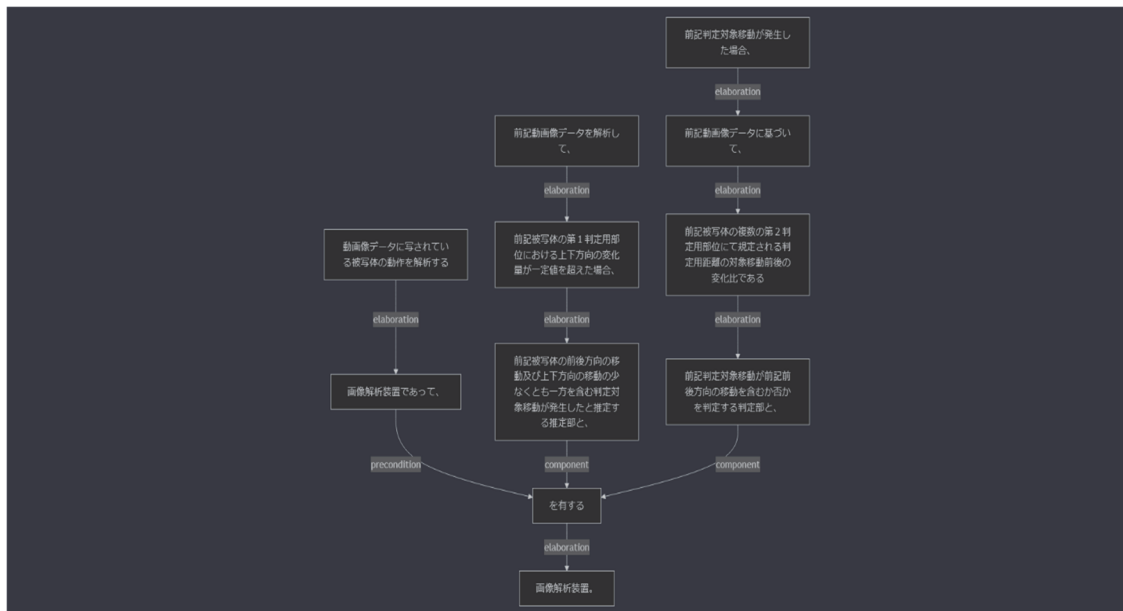 前記判定対象移動が発生し
た場合、
elaboration
前記動画像データを解析し
て、
前記動画像データに基づい
て、
elaboration
elaboration
動画像データに写されてい
る被写体の動作を解析する
前記被写体の第1判定用部
位における上下方向の変化
量が一定値を超えた場合、
前記被写体の複数の第2判
定用部位にて規定される判
定用距離の対象移動前後の
変化比である
elaboration
elaboration
elaboration
画像解析装置であって、
前記被写体の前後方向の移
動及び上下方向の移動の少
なくとも一方を含む判定対
象移動が発生したと推定す
る推定部と、
前記判定対象移動が前記前
後方向の移動を含むか否か
を判定する判定部と、
precondition
component
component
を有する
elaboration
画像解析装置。